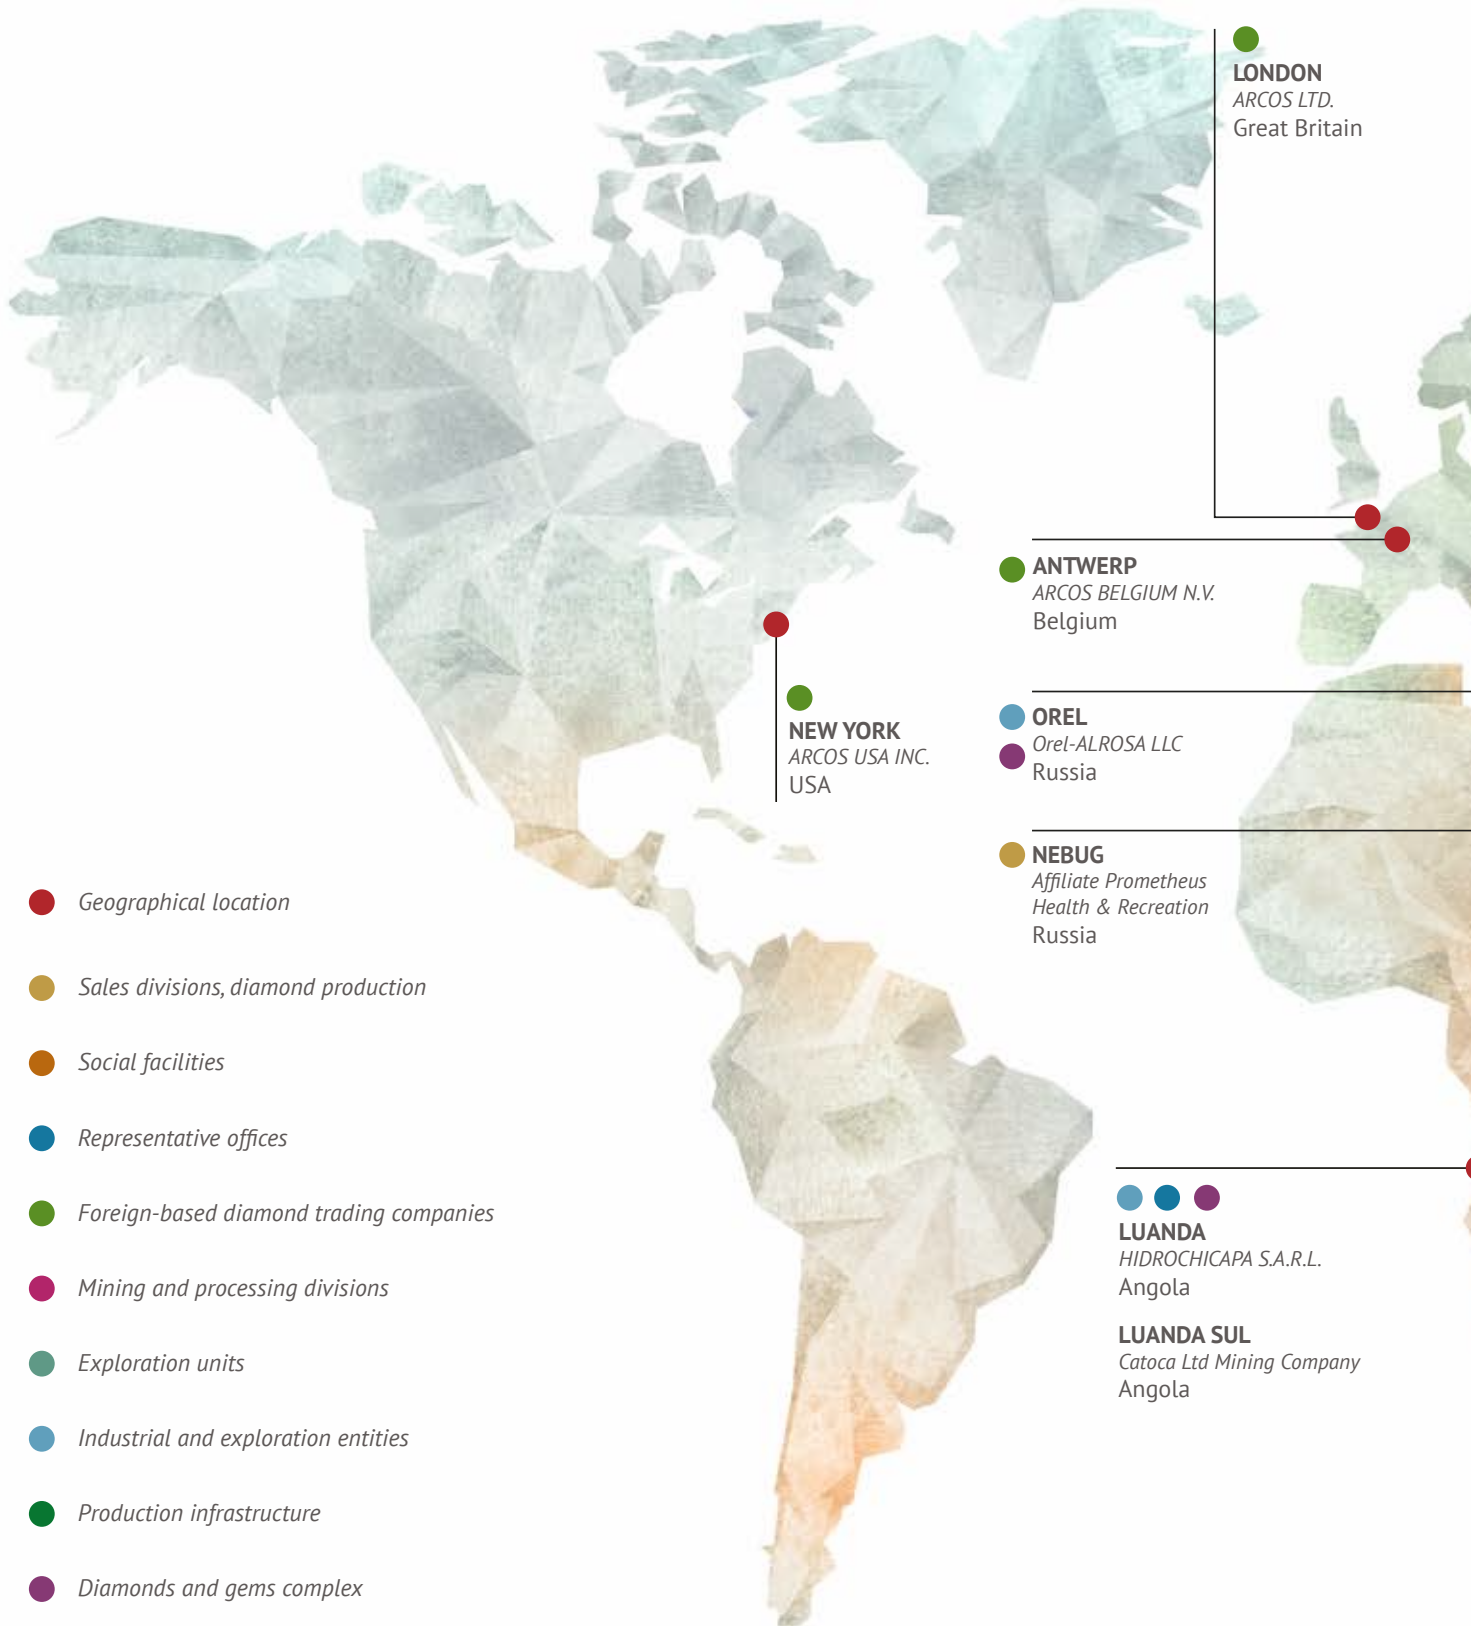 LONDON
ARCOS LTD.
Great Britain
ANTWERP
ARCOS BELGIUM N.V.
Belgium
NEW YORK
ARCOS USA INC.
USA
OREL
Orel-ALROSA LLC
Russia
NEBUG
Affiliate Prometheus
Health & Recreation
Russia
Geographical location
Sales divisions, diamond production
Social facilities
Representative offices
Foreign-based diamond trading companies
Mining and processing divisions
Exploration units
Industrial and exploration entities
Production infrastructure
Diamonds and gems complex
LUANDA
HIDROCHICAPA S.A.R.L.
Angola
LUANDA SUL
Catoca Ltd Mining Company
Angola